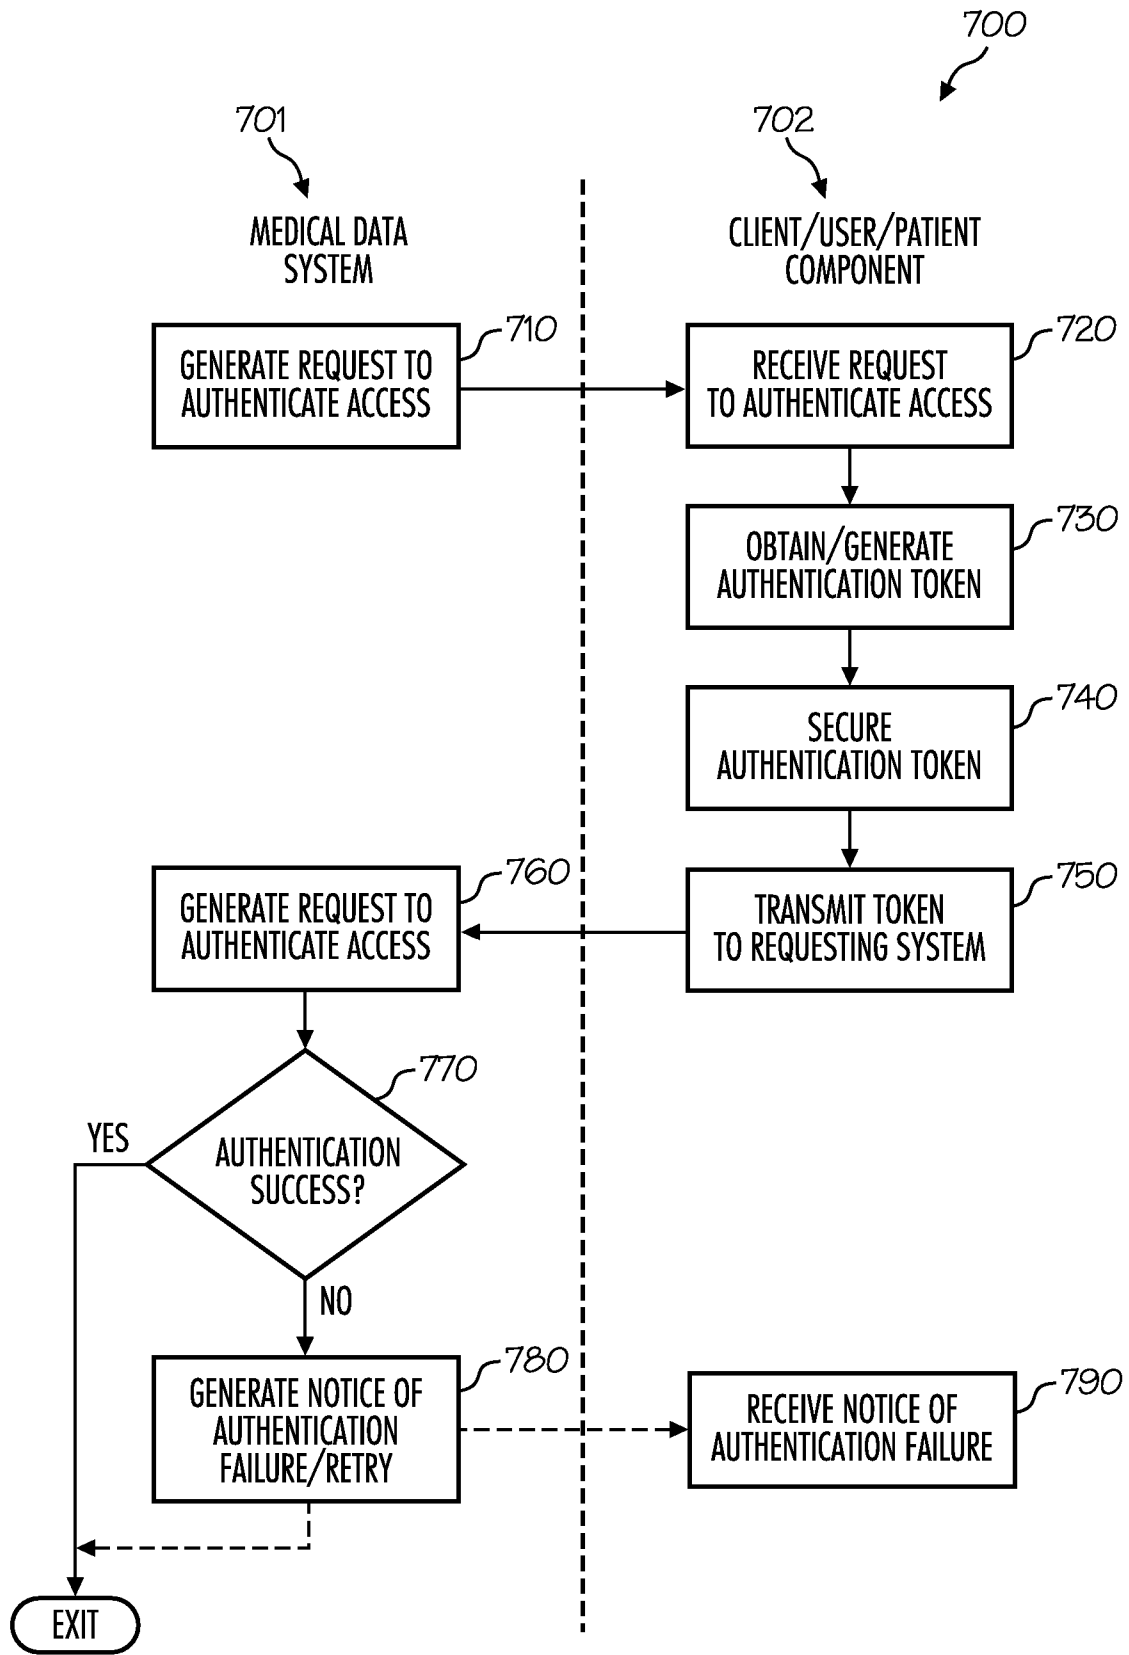 700
701
702
MEDICAL DATA
SYSTEM
CLIENT/USER/PATIENT
COMPONENT
710
GENERATE REQUEST TO
AUTHENTICATE ACCESS
720
RECEIVE REQUEST
TO AUTHENTICATE ACCESS
730
OBTAIN/GENERATE
AUTHENTICATION TOKEN
740
SECURE
AUTHENTICATION TOKEN
750
TRANSMIT TOKEN
TO REQUESTING SYSTEM
760
GENERATE REQUEST TO
AUTHENTICATE ACCESS
770
AUTHENTICATION
SUCCESS?
YES
NO
780
GENERATE NOTICE OF
AUTHENTICATION
FAILURE/RETRY
790
RECEIVE NOTICE OF
AUTHENTICATION FAILURE
EXIT